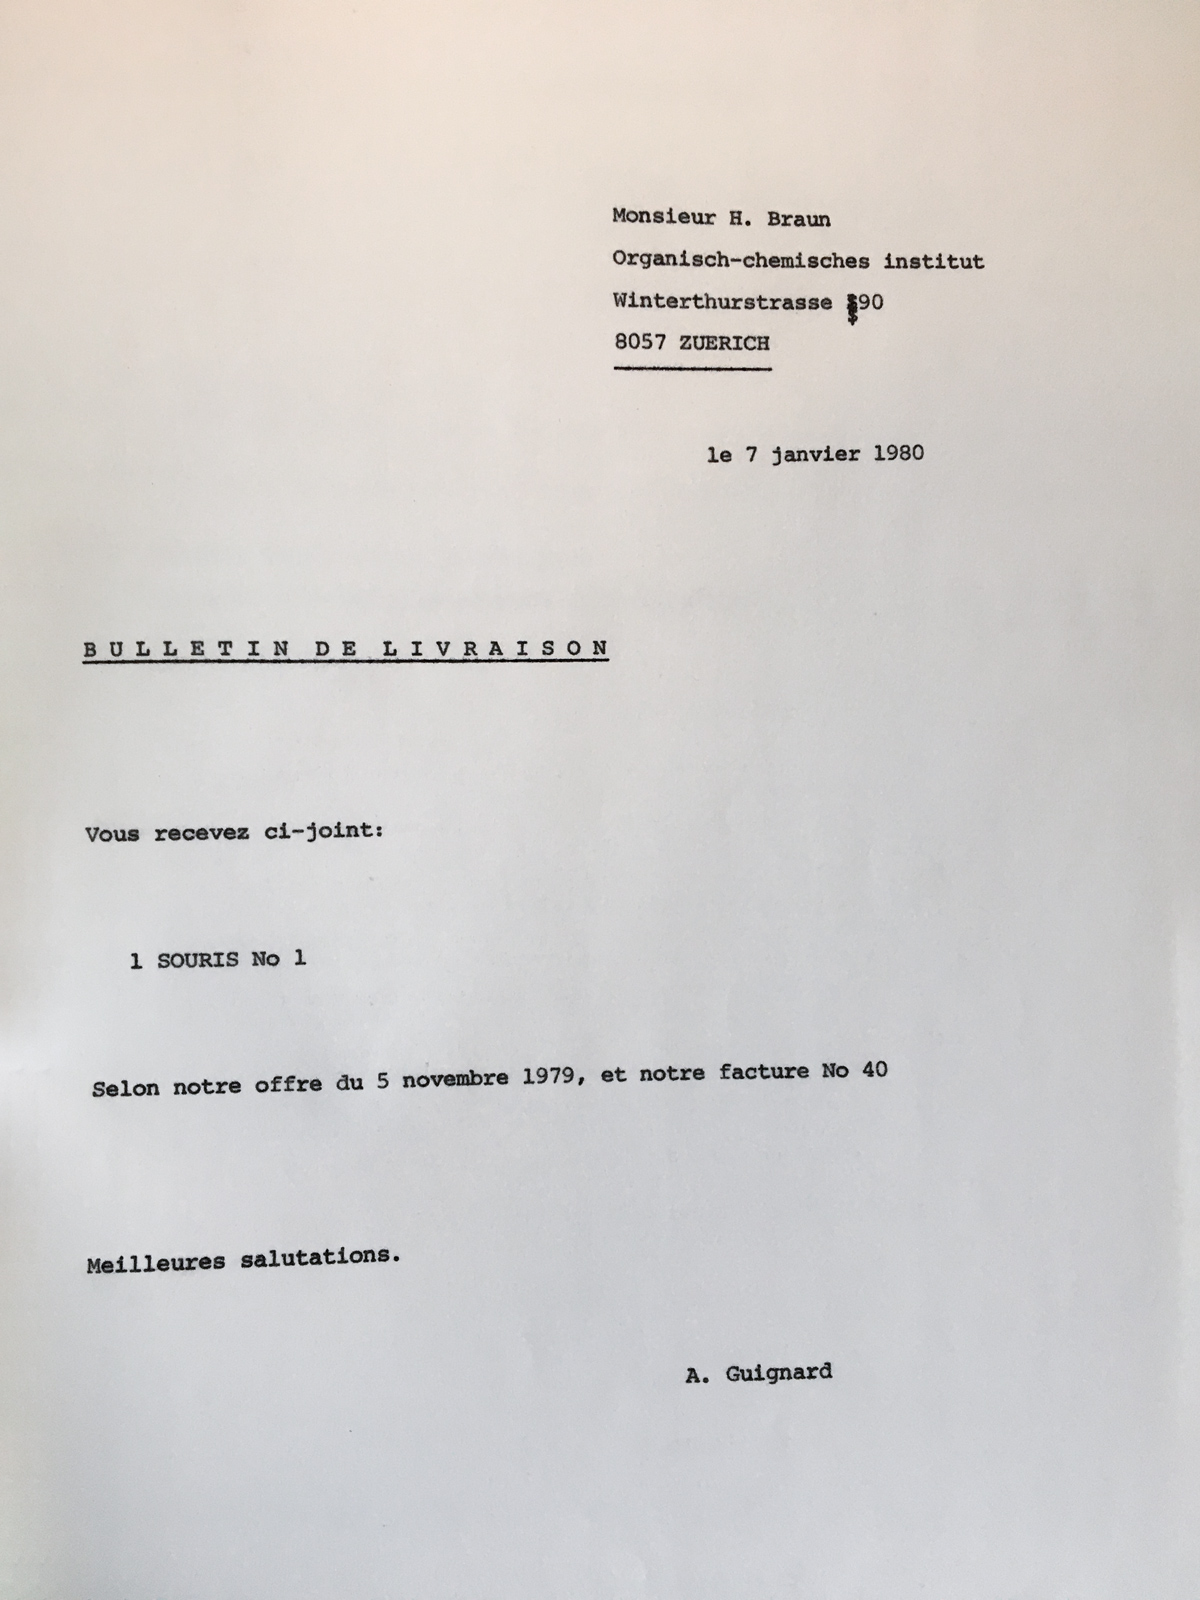 Monsieur H. Braun
Organisch-chemisches institut
Winterthurstrasse 90
8057 ZUERICH
le 7 janvier 1980
BULLETIN DE LIVRAISON
Vous recevez ci-joint:
1 SOURIS No 1
Selon notre offre du 5 novembre 1979, et notre facture No 40
Meilleures salutations.
A. Guignard